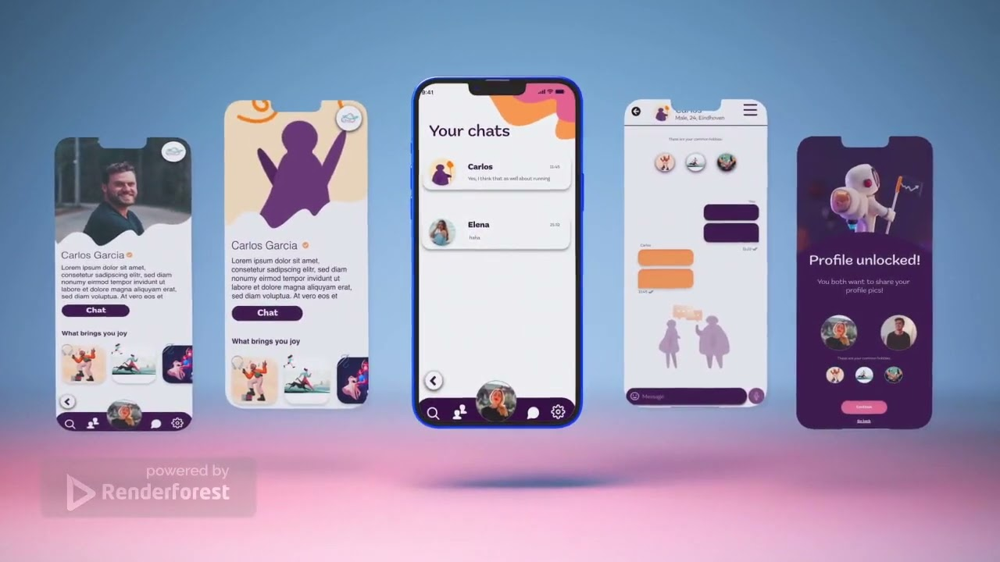 Carlos Garcia
Lorem ipsum dolor sit amet,
consetetur sadipscing elitr, sed diam
nonumy eirmod tempor invidunt ut
labore et dolore magna aliquyam erat,
sed diam voluptua. At vero eos et
Chat
What brings you joy
Carlos Garcia
Lorem ipsum dolor sit amet,
consetetur sadipscing elitr,
sed diam nonumy eirmod tempor
invidunt ut labore et dolore
magna aliquyam erat,
sed diam voluptua. At vero eos et
Chat
What brings you joy
9:41
Your chats
Carlos
11:45
Yes, I think that as well about running
Elena
21:12
haha
Carlos
Male, 24, Eindhoven
These are your common hobbies:
You
Carlos
11:45
Message
Profile unlocked!
You both want to share your
profile pics!
These are your common hobbies:
Continue
Go back
powered by
Renderforest